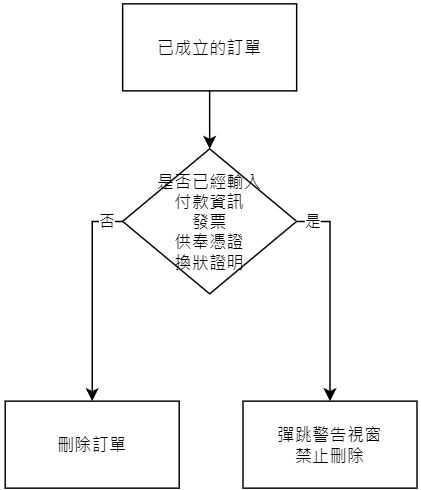 已成立的訂單
是否已經輸入
付款資訊
發票
供奉憑證
換狀證明
否
是
刪除訂單
彈跳警告視窗
禁止刪除